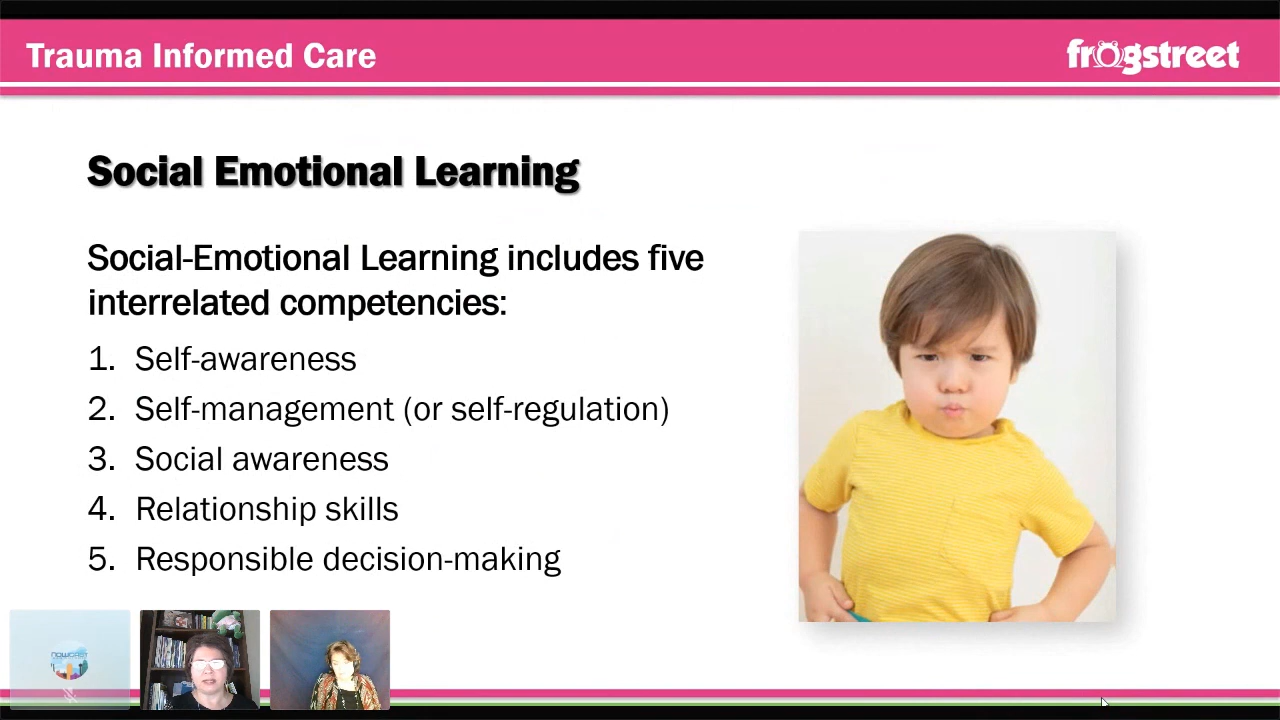 Trauma Informed Care
frogstreet
Social Emotional Learning
Social-Emotional Learning includes five
interrelated competencies:
1. Self-awareness
2. Self-management (or self-regulation)
3. Social awareness
4. Relationship skills
5. Responsible decision-making
NOWCAST